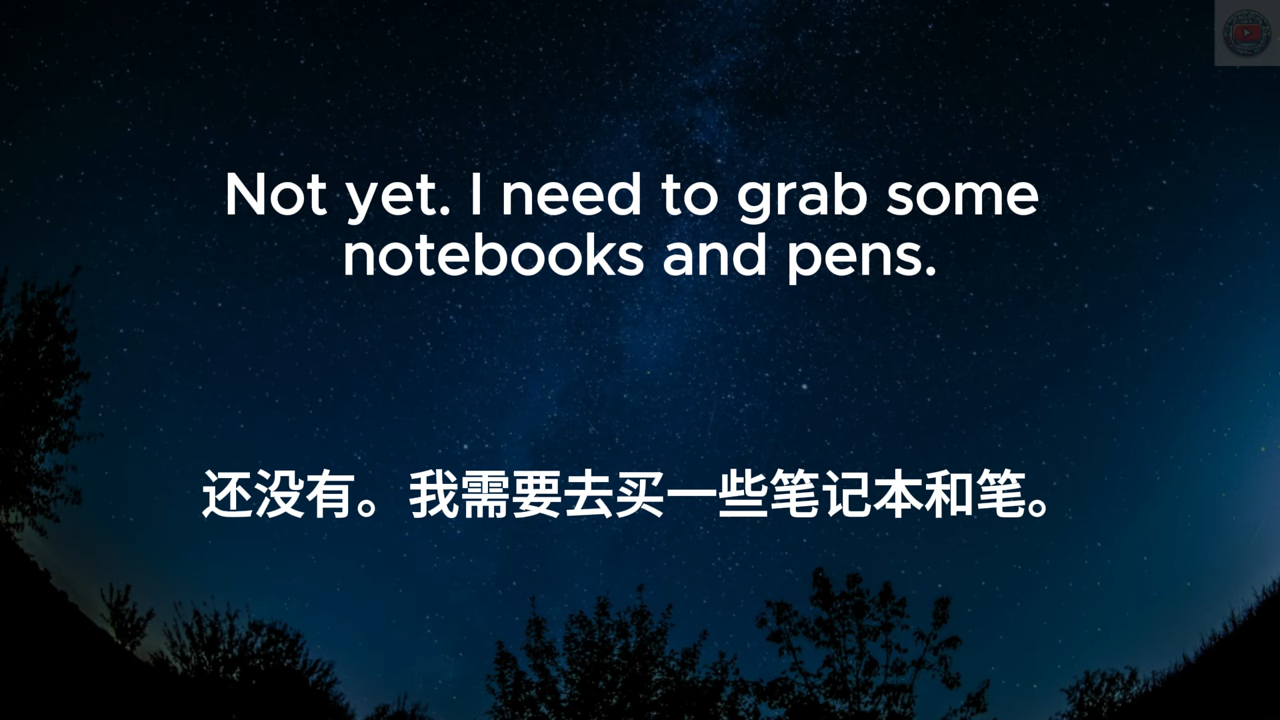 Not yet. I need to grab some
notebooks and pens.
还没有。我需要去买一些笔记本和笔。